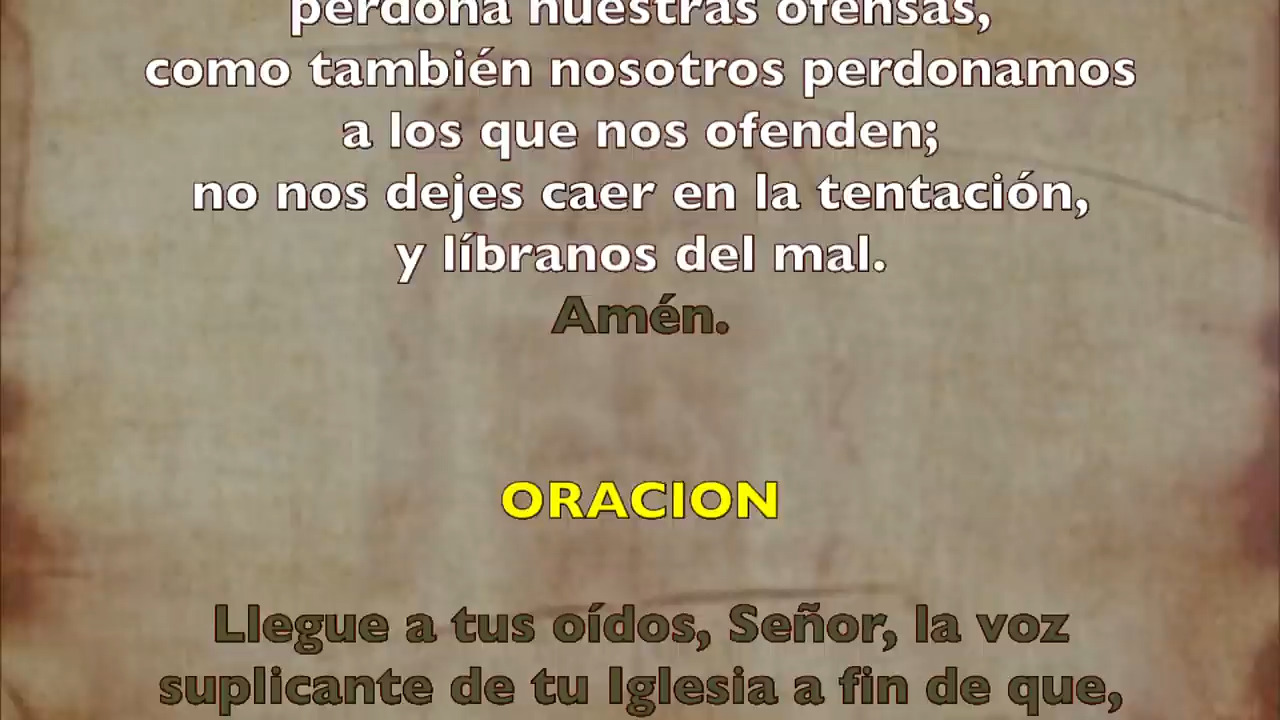 perdona nuestras ofensas,
como también nosotros perdonamos
a los que nos ofenden;
no nos dejes caer en la tentación,
y líbranos del mal.
Amén.
ORACION
Llegue a tus oídos, Señor, la voz
suplicante de tu Iglesia a fin de que,